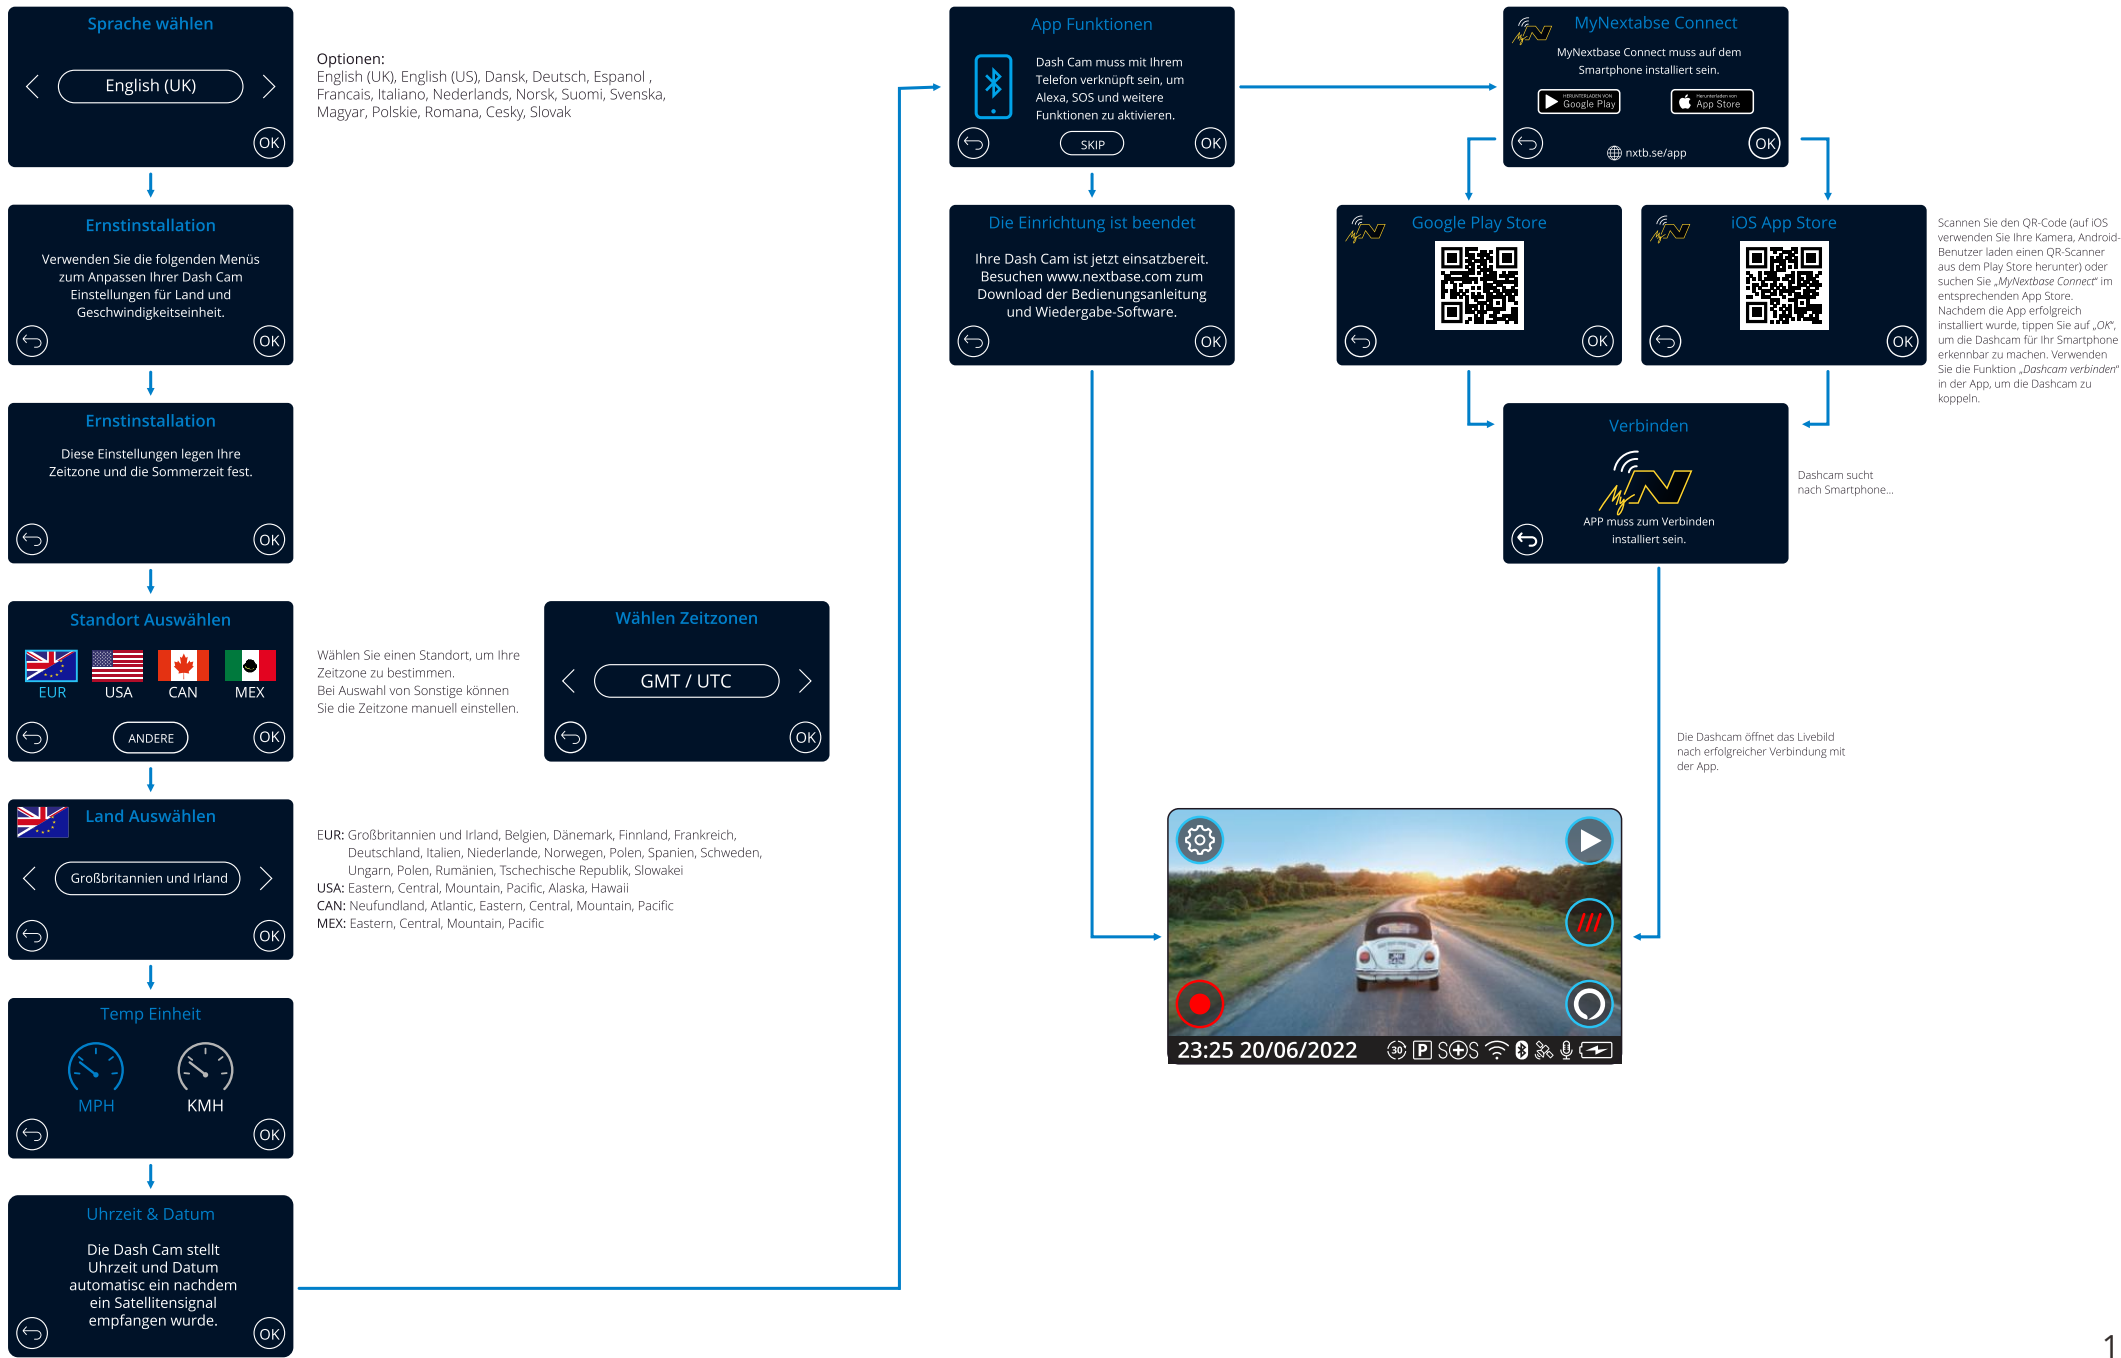 Sprache wählen
English (UK)
OK
Optionen:
English (UK), English (US), Dansk, Deutsch, Espanol ,
Francais, Italiano, Nederlands, Norsk, Suomi, Svenska,
Magyar, Polskie, Romana, Cesky, Slovak
Ernstinstallation
Verwenden Sie die folgenden Menüs
zum Anpassen Ihrer Dash Cam
Einstellungen für Land und
Geschwindigkeitseinheit.
OK
Ernstinstallation
Diese Einstellungen legen Ihre
Zeitzone und die Sommerzeit fest.
OK
Standort Auswählen
EUR USA CAN MEX
ANDERE
OK
Wählen Sie einen Standort, um Ihre
Zeitzone zu bestimmen.
Bei Auswahl von Sonstige können
Sie die Zeitzone manuell einstellen.
Wählen Zeitzonen
GMT / UTC
OK
Land Auswählen
Großbritannien und Irland
OK
EUR: Großbritannien und Irland, Belgien, Dänemark, Finnland, Frankreich,
Deutschland, Italien, Niederlande, Norwegen, Polen, Spanien, Schweden,
Ungarn, Polen, Rumänien, Tschechische Republik, Slowakei
USA: Eastern, Central, Mountain, Pacific, Alaska, Hawaii
CAN: Neufundland, Atlantic, Eastern, Central, Mountain, Pacific
MEX: Eastern, Central, Mountain, Pacific
Temp Einheit
MPH KMH
OK
Uhrzeit & Datum
Die Dash Cam stellt
Uhrzeit und Datum
automatisc ein nachdem
ein Satellitensignal
empfangen wurde.
OK
App Funktionen
Dash Cam muss mit Ihrem
Telefon verknüpft sein, um
Alexa, SOS und weitere
Funktionen zu aktivieren.
SKIP
OK
Die Einrichtung ist beendet
Ihre Dash Cam ist jetzt einsatzbereit.
Besuchen www.nextbase.com zum
Download der Bedienungsanleitung
und Wiedergabe-Software.
OK
My N
MyNextabse Connect
MyNextbase Connect muss auf dem
Smartphone installiert sein.
HERUNTERLADEN VON
Google Play
Herunterladen von
App Store
nxtb.se/app
OK
My N
Google Play Store
OK
My N
iOS App Store
OK
Scannen Sie den QR-Code (auf iOS
verwenden Sie Ihre Kamera, Android-
Benutzer laden einen QR-Scanner
aus dem Play Store herunter) oder
suchen Sie „MyNextbase Connect“ im
entsprechenden App Store.
Nachdem die App erfolgreich
installiert wurde, tippen Sie auf „OK“,
um die Dashcam für Ihr Smartphone
erkennbar zu machen. Verwenden
Sie die Funktion „Dashcam verbinden“
in der App, um die Dashcam zu
koppeln.
Verbinden
My N
APP muss zum Verbinden
installiert sein.
Dashcam sucht
nach Smartphone...
Die Dashcam öffnet das Livebild
nach erfolgreicher Verbindung mit
der App.
23:25 20/06/2022 30 P SOS
1